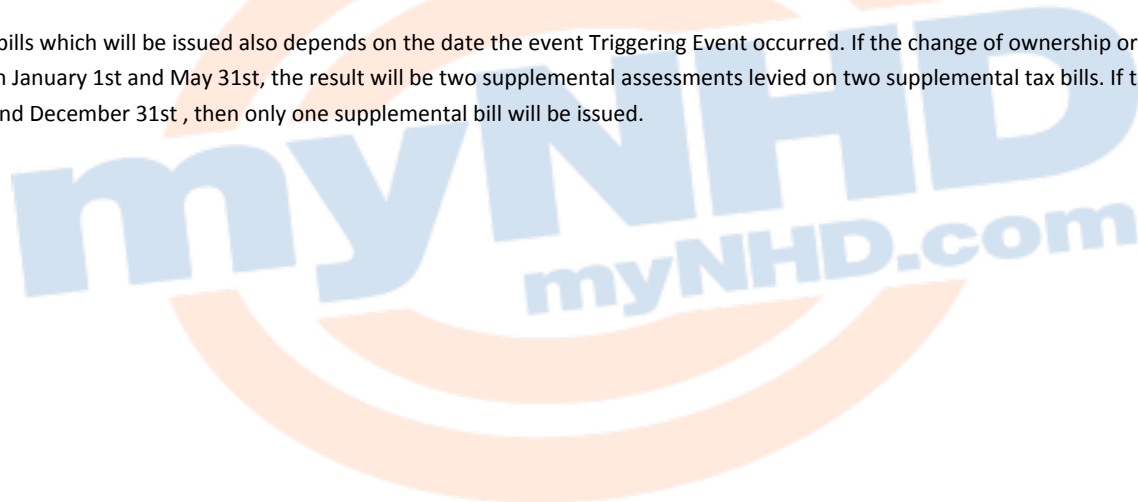 bills which will be issued also depends on the date the event Triggering Event occurred. If the change of ownership or
n January 1st and May 31st, the result will be two supplemental assessments levied on two supplemental tax bills. If t
nd December 31st , then only one supplemental bill will be issued.
myNHD
myNHD.com